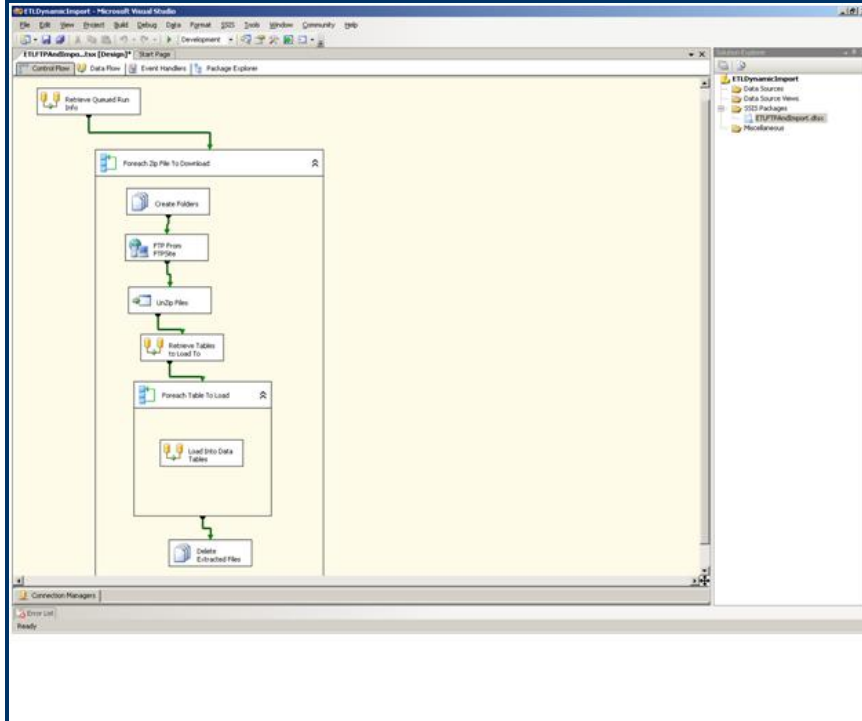 ETLDynamicImport - Microsoft Visual Studio
File Edit View Project Build Debug Data Format SSIS Tools Window Community Help
Development
ETLFTPAndImpo...tsx [Design]* Start Page
Solution Explorer
Control Flow Data Flow Event Handlers Package Explorer
ETLDynamicImport
Data Sources
Data Source Views
SSIS Packages
ETLFTPAndImport.dtsx
Miscellaneous
Retrieve Queued Run
Info
Foreach Zip File To Download
Create Folders
FTP From
FTPSite
UnZip Files
Retrieve Tables
to Load To
Foreach Table To Load
Load Into Data
Tables
Delete
Extracted Files
Connection Managers
Error List
Ready